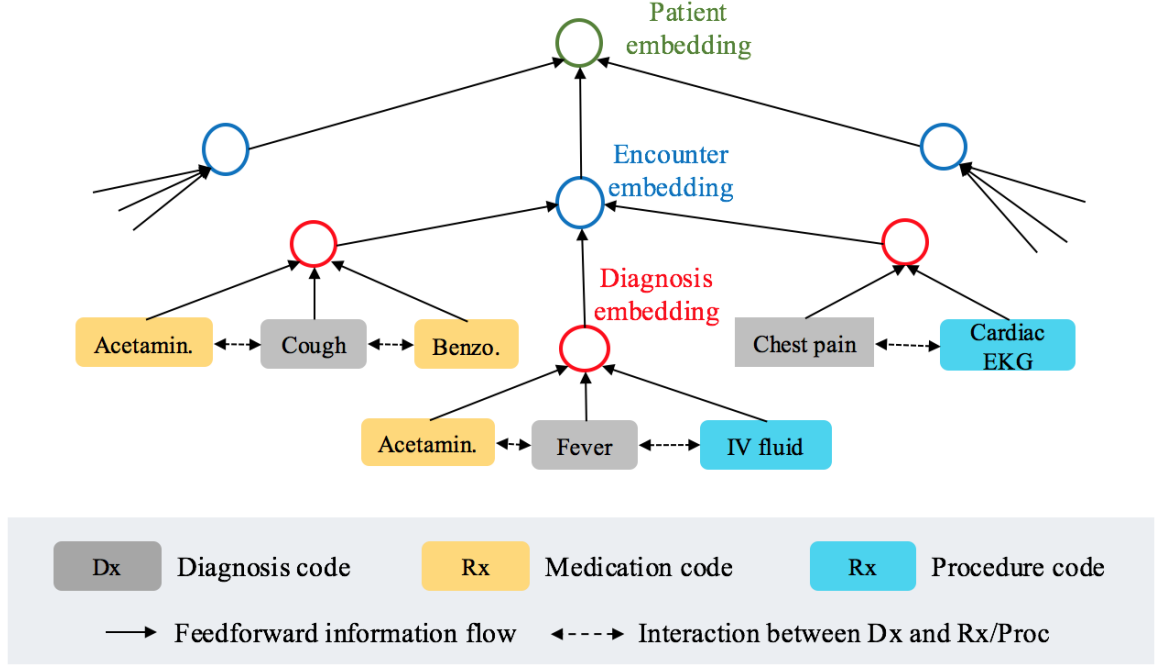 Patient
embedding
Encounter
embedding
Diagnosis
embedding
Acetamin.
Cough
Benzo.
Chest pain
Cardiac
EKG
Acetamin.
Fever
IV fluid
Dx
Diagnosis code
Rx
Medication code
Rx
Procedure code
Feedforward information flow
Interaction between Dx and Rx/Proc